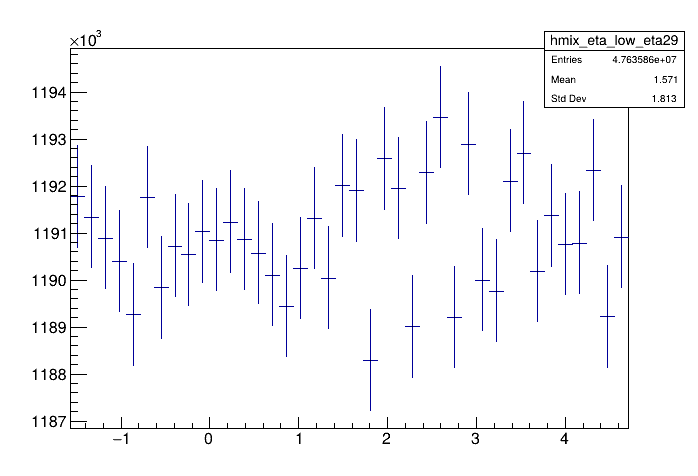 ×10³
hmix_eta_low_eta29
Entries 4.763586e+07
Mean 1.571
Std Dev 1.813
1194
1193
1192
1191
1190
1189
1188
1187
−1 0 1 2 3 4